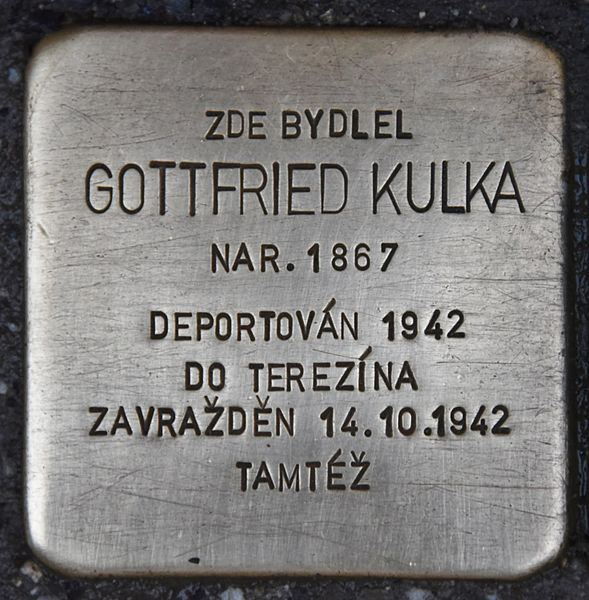 ZDE BYDLEL
GOTTFRIED KULKA
NAR. 1867
DEPORTOVÁN 1942
DO TEREZÍNA
ZAVRAŽDĚN 14.10.1942
TAMTÉŽ